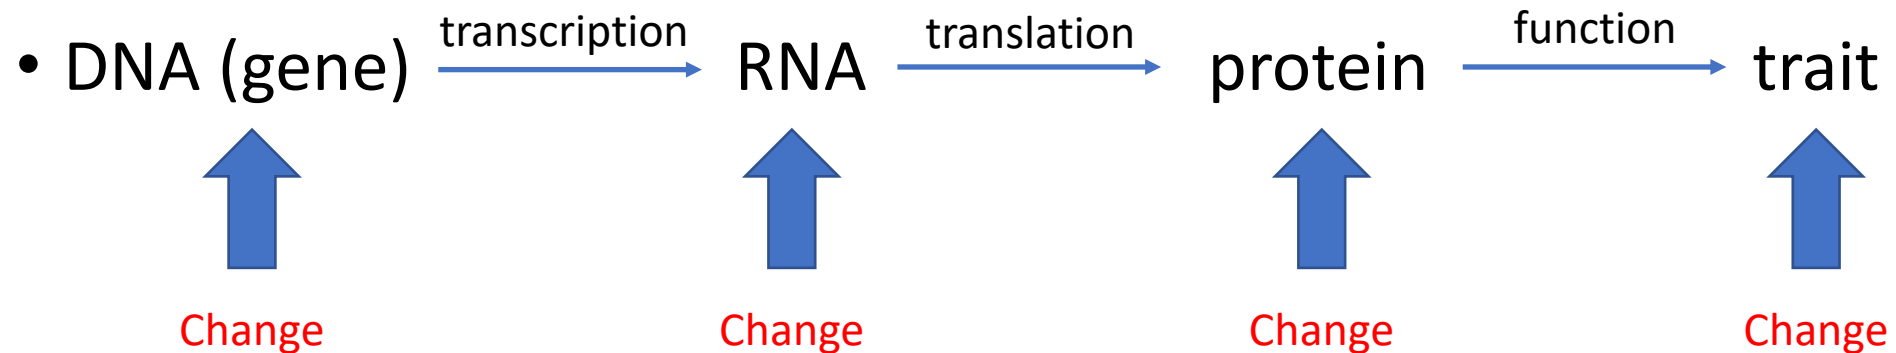 • DNA (gene) transcription RNA translation protein function trait
Change Change Change Change